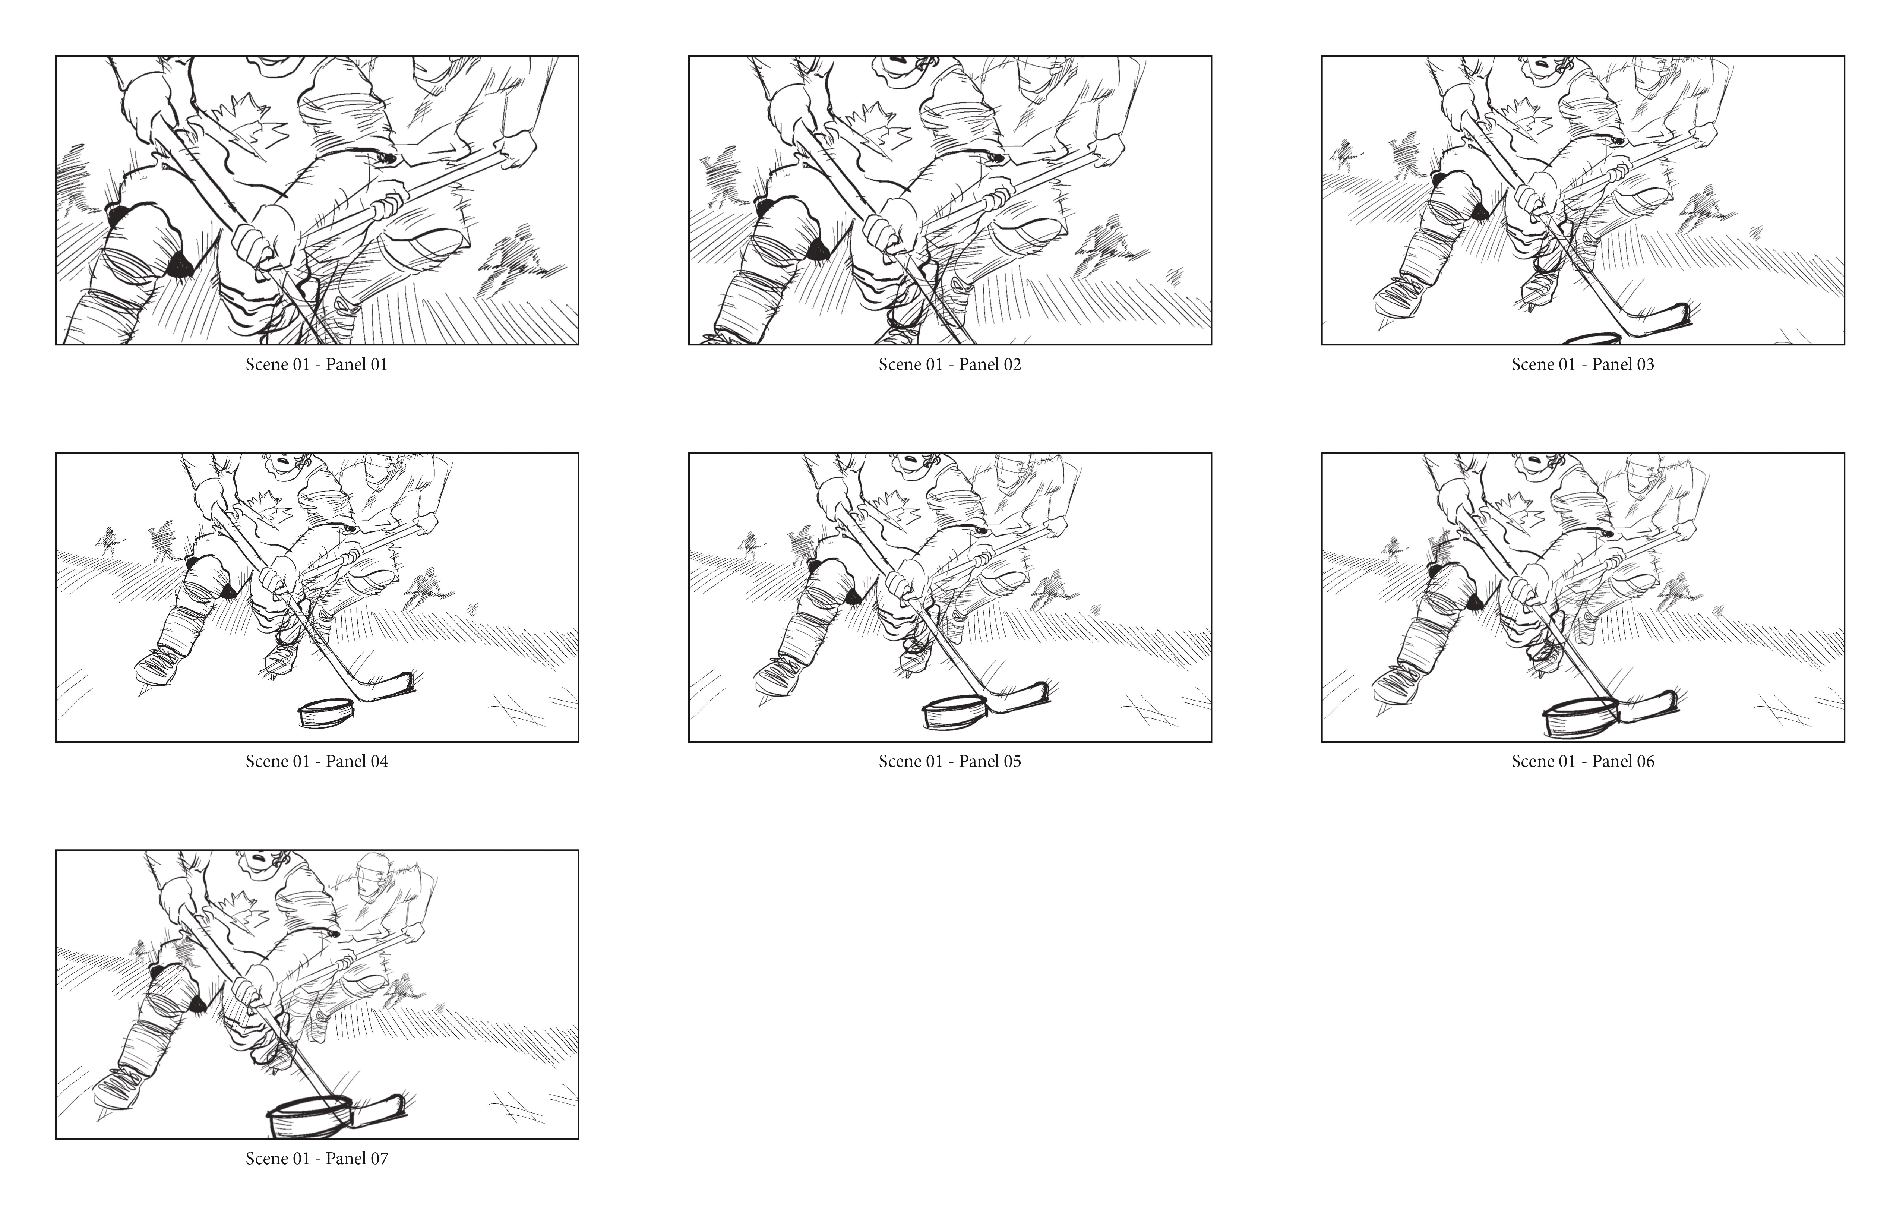 Scene 01 - Panel 01
Scene 01 - Panel 02
Scene 01 - Panel 03
Scene 01 - Panel 04
Scene 01 - Panel 05
Scene 01 - Panel 06
Scene 01 - Panel 07